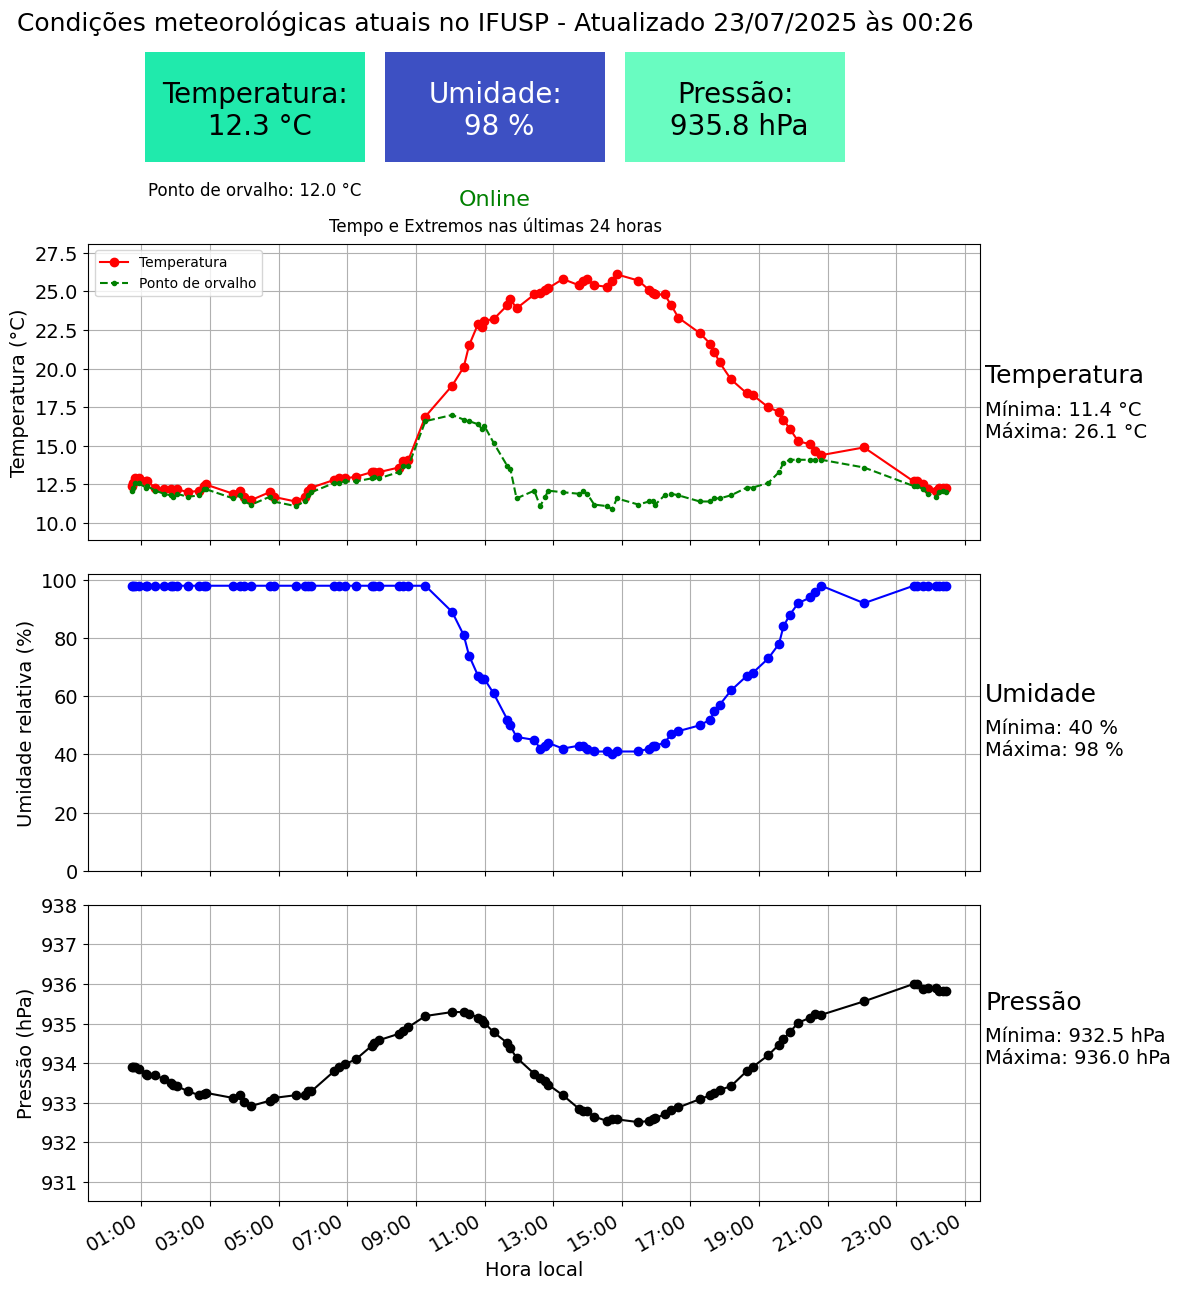 Condições meteorológicas atuais no IFUSP - Atualizado 23/07/2025 às 00:26
Temperatura:
12.3 °C
Umidade:
98 %
Pressão:
935.8 hPa
Ponto de orvalho: 12.0 °C
Online
Tempo e Extremos nas últimas 24 horas
Temperatura (°C)
27.5
25.0
22.5
20.0
17.5
15.0
12.5
10.0
Temperatura
Ponto de orvalho
Temperatura
Mínima: 11.4 °C
Máxima: 26.1 °C
Umidade relativa (%)
100
80
60
40
20
0
Umidade
Mínima: 40 %
Máxima: 98 %
Pressão (hPa)
938
937
936
935
934
933
932
931
Pressão
Mínima: 932.5 hPa
Máxima: 936.0 hPa
01:00
03:00
05:00
07:00
09:00
11:00
13:00
15:00
17:00
19:00
21:00
23:00
01:00
Hora local